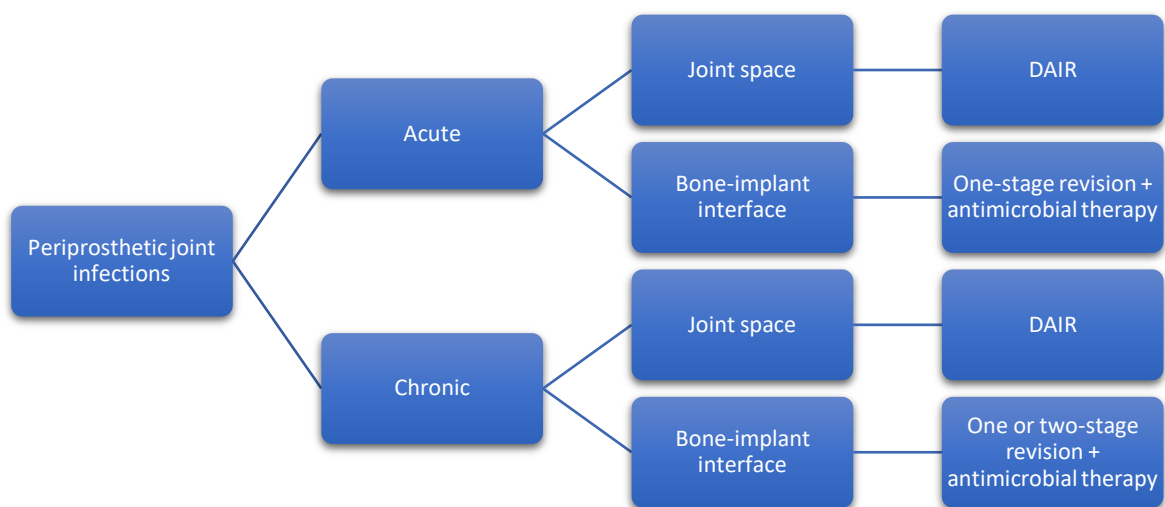 Periprosthetic joint
infections
Acute
Joint space
DAIR
Bone-implant
interface
One-stage revision +
antimicrobial therapy
Chronic
Joint space
DAIR
Bone-implant
interface
One or two-stage
revision +
antimicrobial therapy